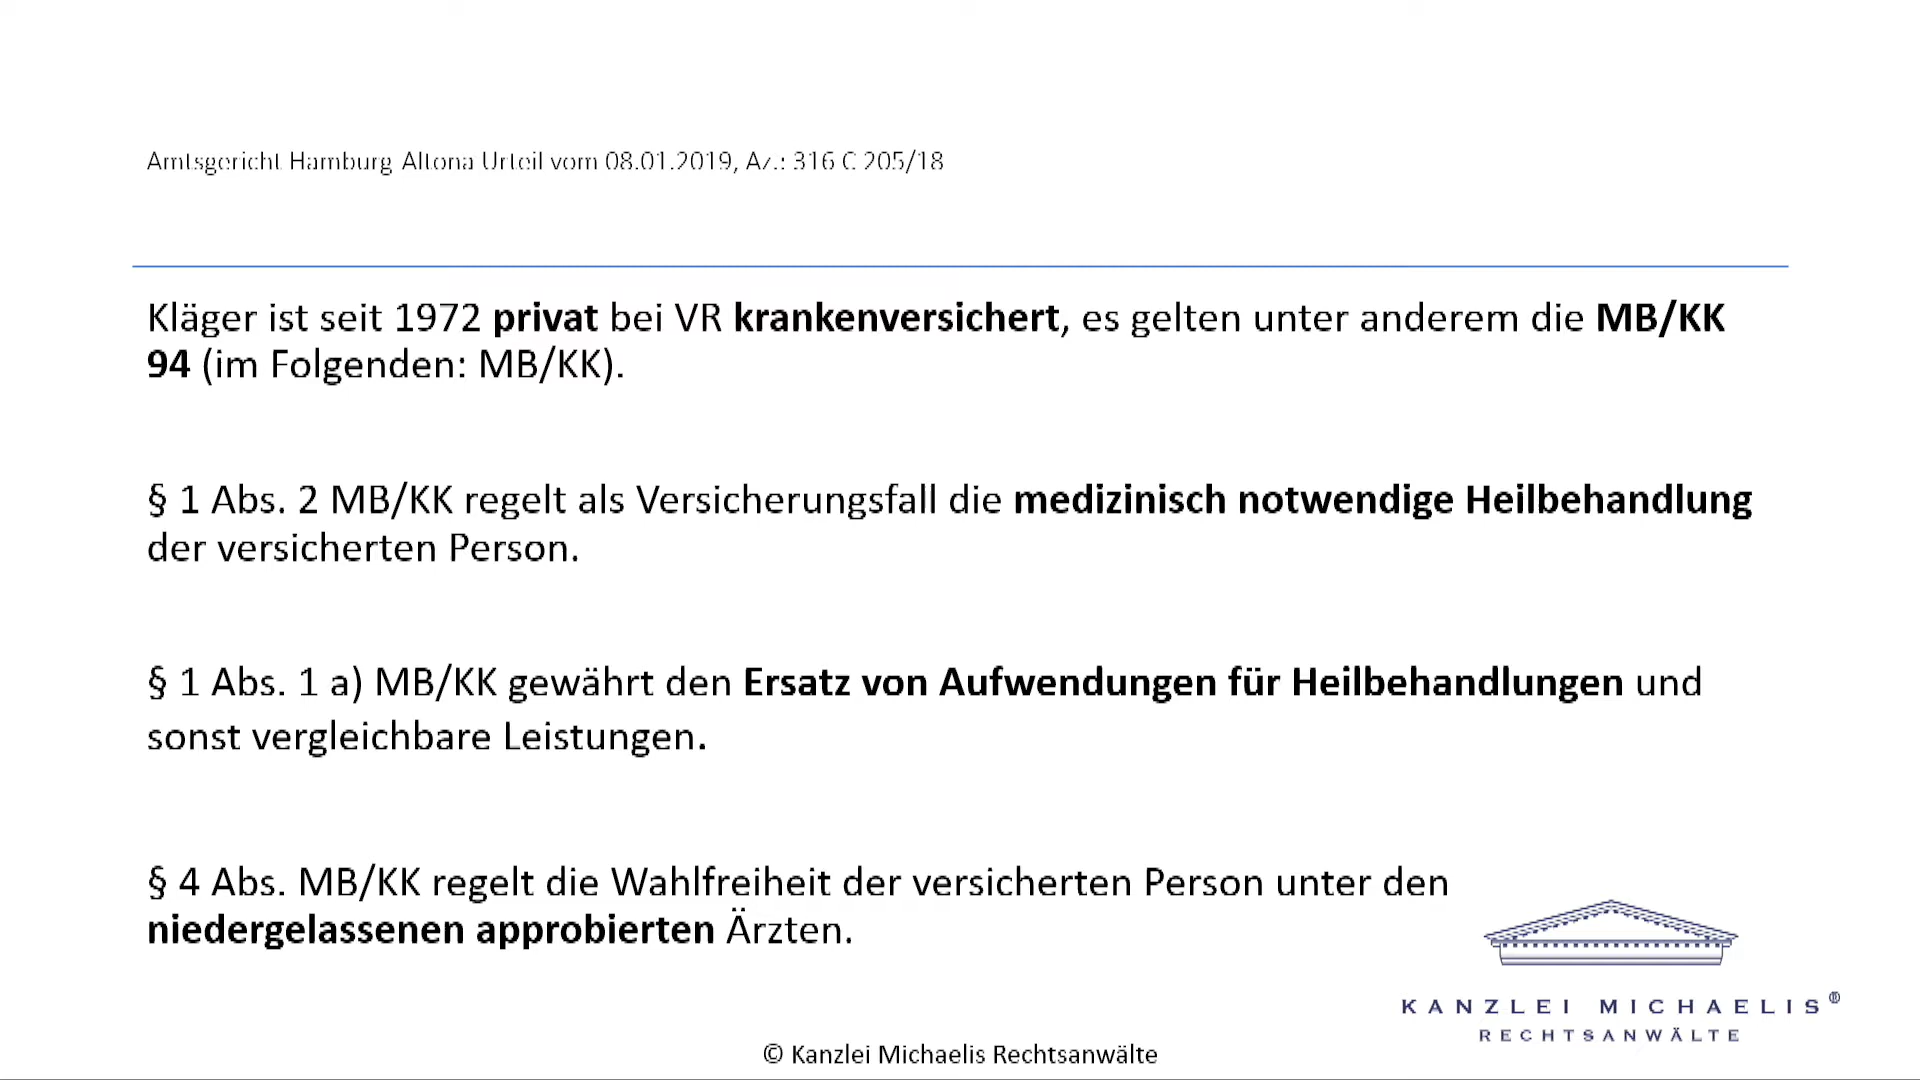 Amtsgericht Hamburg Altona Urteil vom 08.01.2019, Az.: 316 C 205/18
Kläger ist seit 1972 privat bei VR krankenversichert, es gelten unter anderem die MB/KK
94 (im Folgenden: MB/KK).
§ 1 Abs. 2 MB/KK regelt als Versicherungsfall die medizinisch notwendige Heilbehandlung
der versicherten Person.
§ 1 Abs. 1 a) MB/KK gewährt den Ersatz von Aufwendungen für Heilbehandlungen und
sonst vergleichbare Leistungen.
§ 4 Abs. MB/KK regelt die Wahlfreiheit der versicherten Person unter den
niedergelassenen approbierten Ärzten.
KANZLEI MICHAELIS®
RECHTSANWÄLTE
© Kanzlei Michaelis Rechtsanwälte